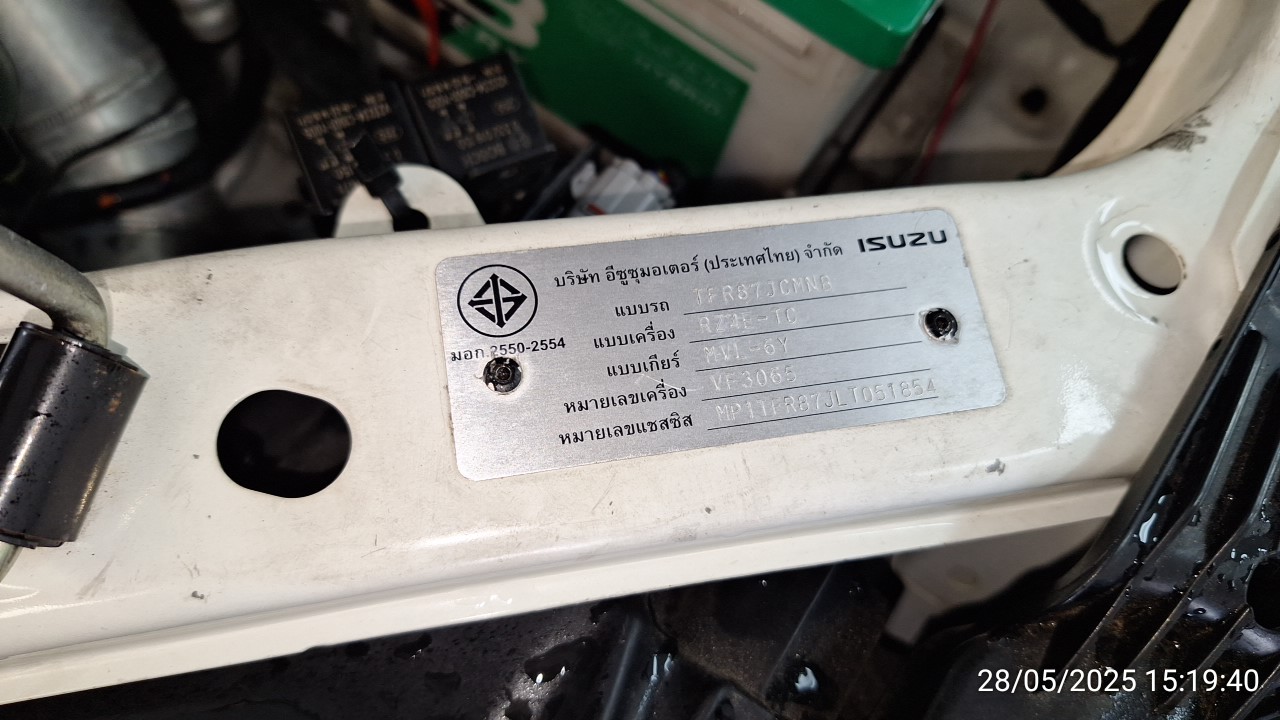 บริษัท อีซูซุมอเตอร์ (ประเทศไทย) จำกัด ISUZU
แบบรถ TFR87JCMNB
แบบเครื่อง RZ4E-TC
แบบเกียร์ MVL-6Y
หมายเลขเครื่อง VF3065
หมายเลขแชสซิส MP1TFR87JLT051854
มอก.2550-2554
28/05/2025 15:19:40